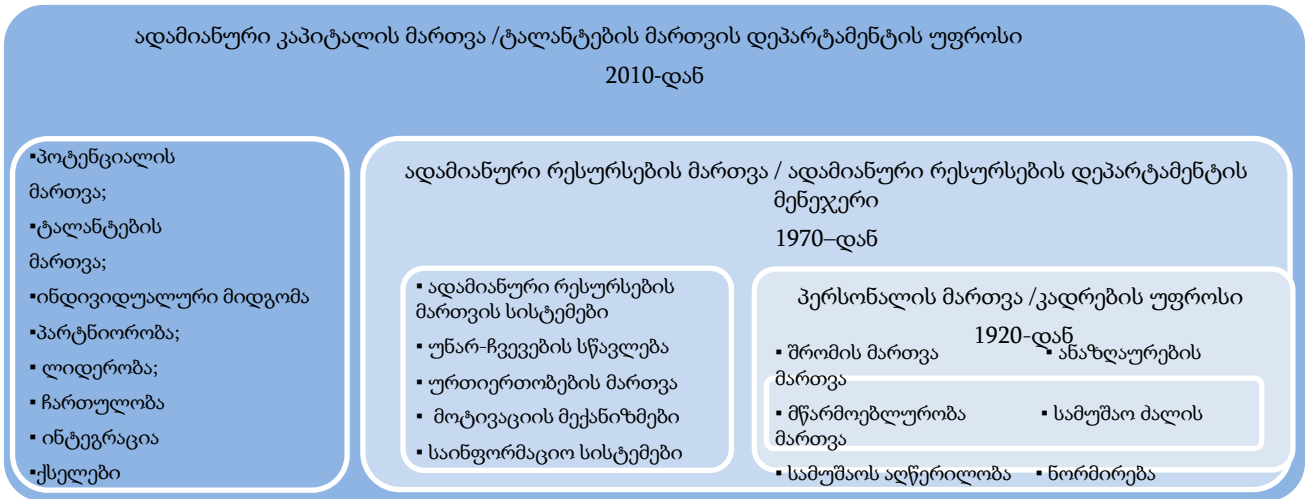 ადამიანური კაპიტალის მართვა /ტალანტების მართვის დეპარტამენტის უფროსი
2010-დან
▪პოტენციალის
მართვა;
▪ტალანტების
მართვა;
▪ინდივიდუალური მიდგომა
▪პარტნიორობა;
▪ ლიდერობა;
▪ ჩართულობა
▪ ინტეგრაცია
▪ქსელები
ადამიანური რესურსების მართვა / ადამიანური რესურსების დეპარტამენტის
მენეჯერი
1970–დან
▪ ადამიანური რესურსების
მართვის სისტემები
▪ უნარ-ჩვევების სწავლება
▪ ურთიერთობების მართვა
▪ მოტივაციის მექანიზმები
▪ საინფორმაციო სისტემები
პერსონალის მართვა /კადრების უფროსი
1920-დან
▪ შრომის მართვა ▪ ანაზღაურების
მართვა
▪ მწარმოებლურობა ▪ სამუშაო ძალის
მართვა
▪ სამუშაოს აღწერილობა ▪ ნორმირება